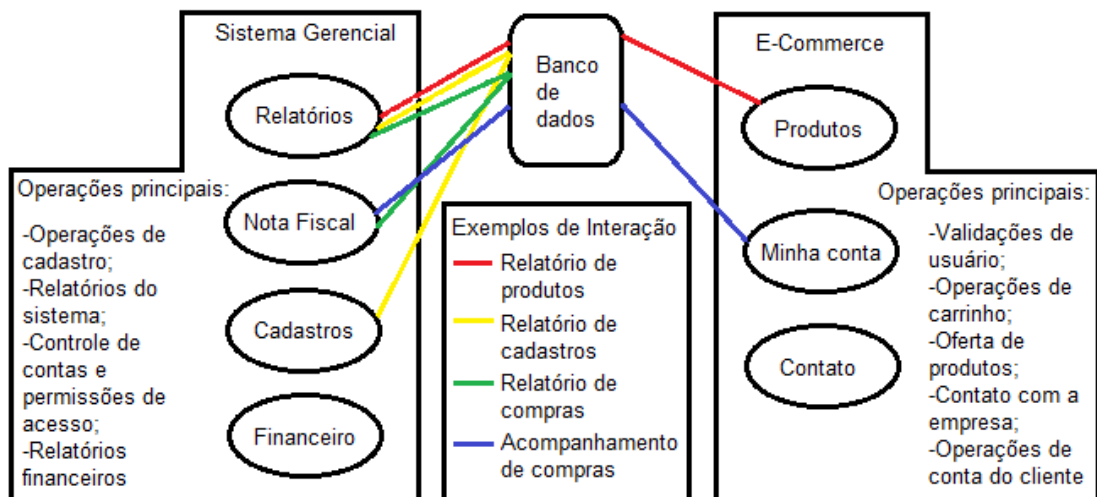 Sistema Gerencial
Relatórios
Nota Fiscal
Cadastros
Financeiro
Operações principais:
-Operações de
cadastro;
-Relatórios do
sistema;
-Controle de
contas e
permissões de
acesso;
-Relatórios
financeiros
Banco
de
dados
Exemplos de Interação
Relatório de
produtos
Relatório de
cadastros
Relatório de
compras
Acompanhamento
de compras
E-Commerce
Produtos
Minha conta
Contato
Operações principais:
-Validações de
usuário;
-Operações de
carrinho;
-Oferta de
produtos;
-Contato com a
empresa;
-Operações de
conta do cliente